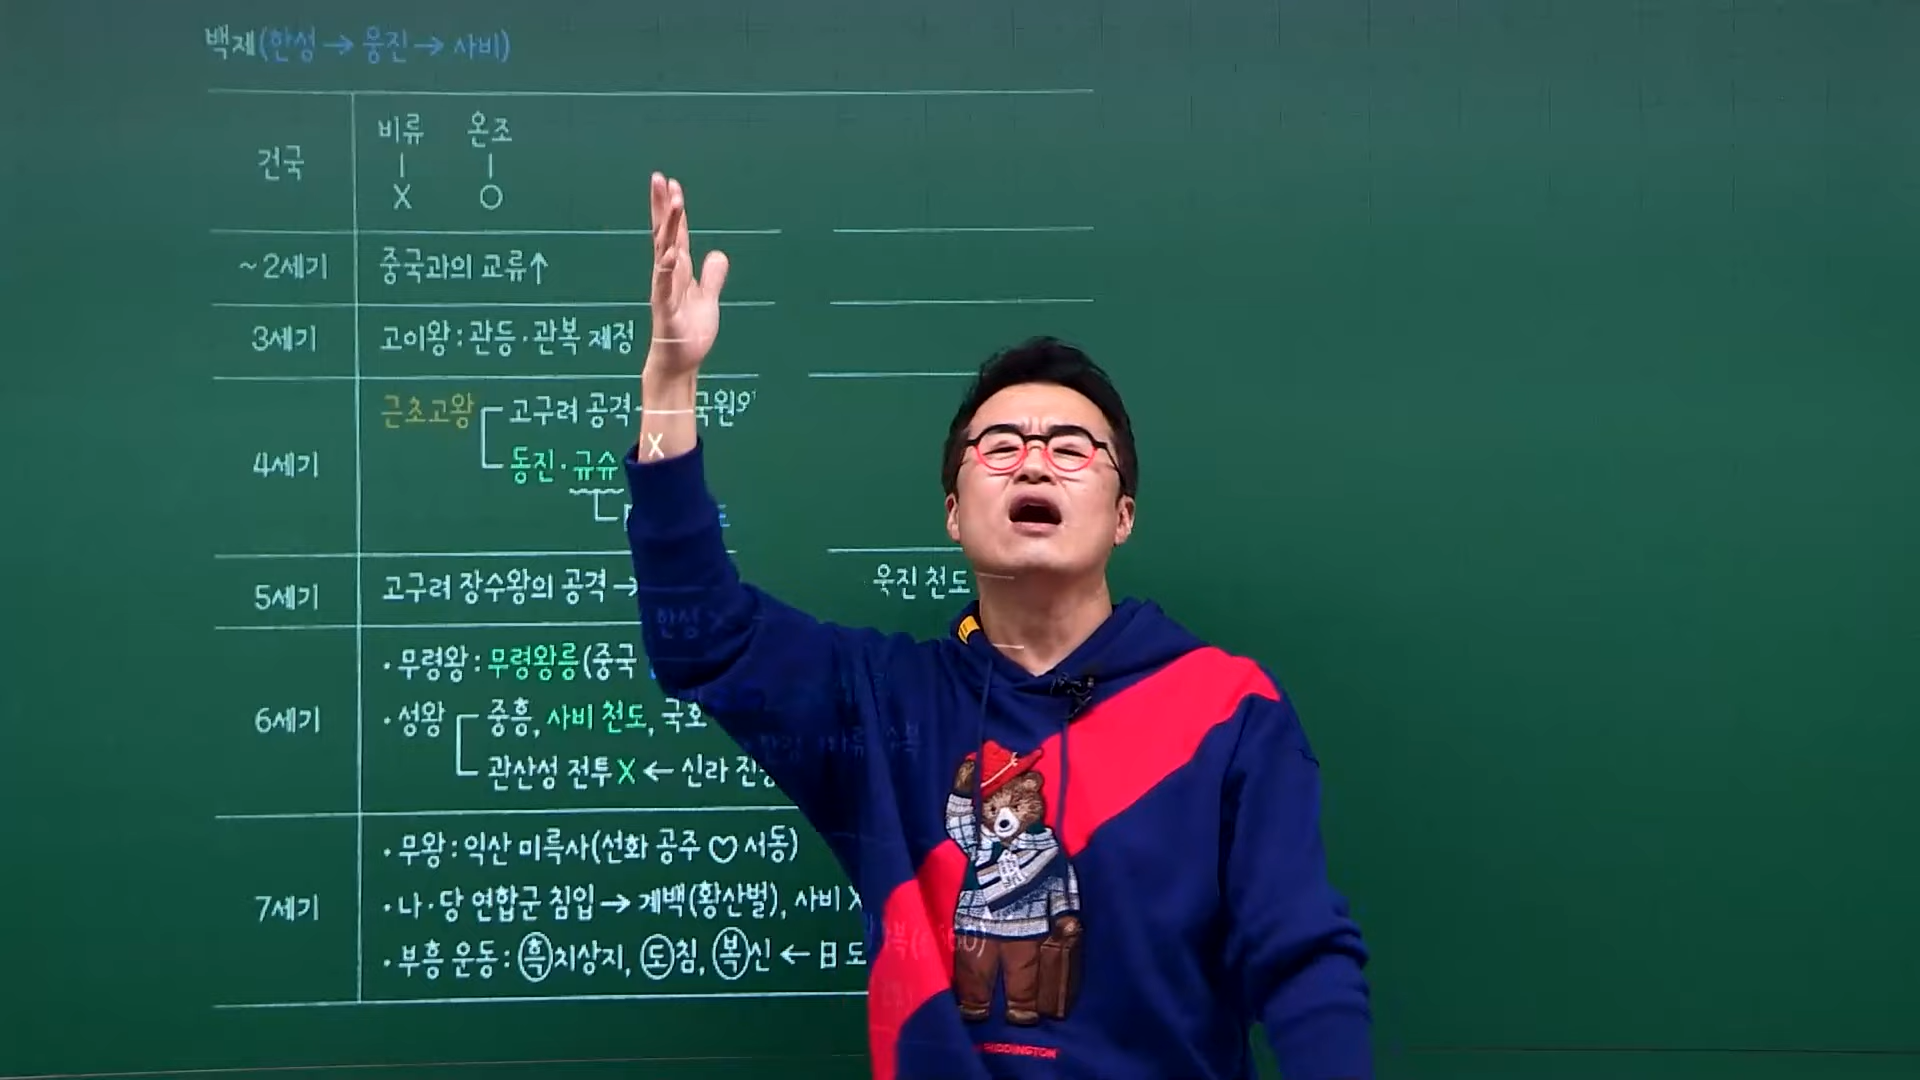 백제(한성→웅진→사비)
건국
비류 온조
X O
~2세기 중국과의 교류↑
3세기 고이왕:관등·관복 제정
4세기
근초고왕 고구려 공격 국원
동진·규슈
X
5세기 고구려 장수왕의 공격→ 한성 X 웅진 천도
6세기
·무령왕:무령왕릉(중국
·성왕 중흥, 사비 천도, 국호
관산성 전투X←신라
7세기
·무왕:익산 미륵사(선화 공주♡서동)
·나·당 연합군 침입→계백(황산벌), 사비 X
·부흥 운동:흑치상지, 도침, 복신←日 도